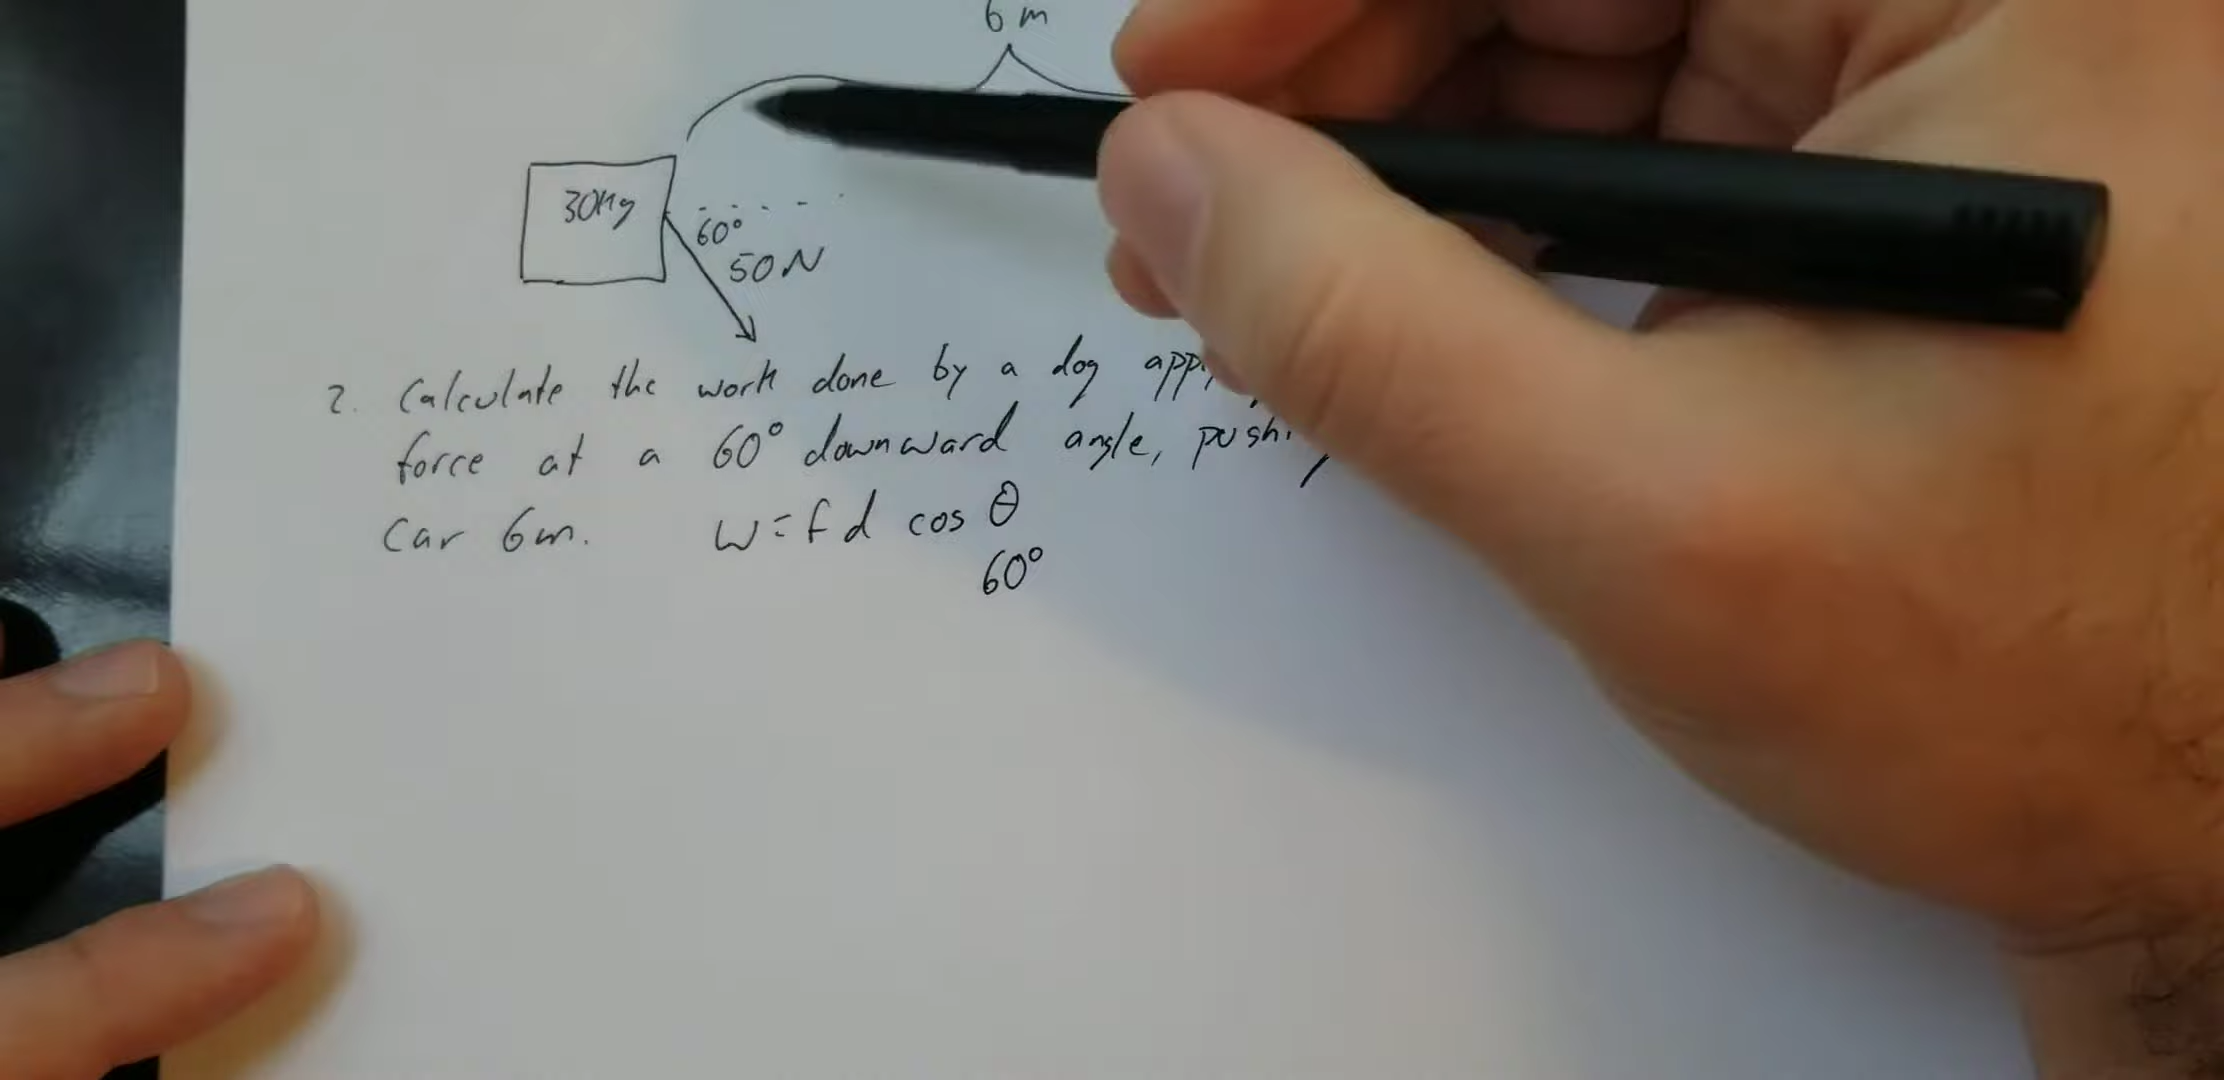 6 m
30Kg
60°
50N
2. Calculate the work done by a dog
force at a 60° downward angle,
car 6m. W=fd cos θ
60°